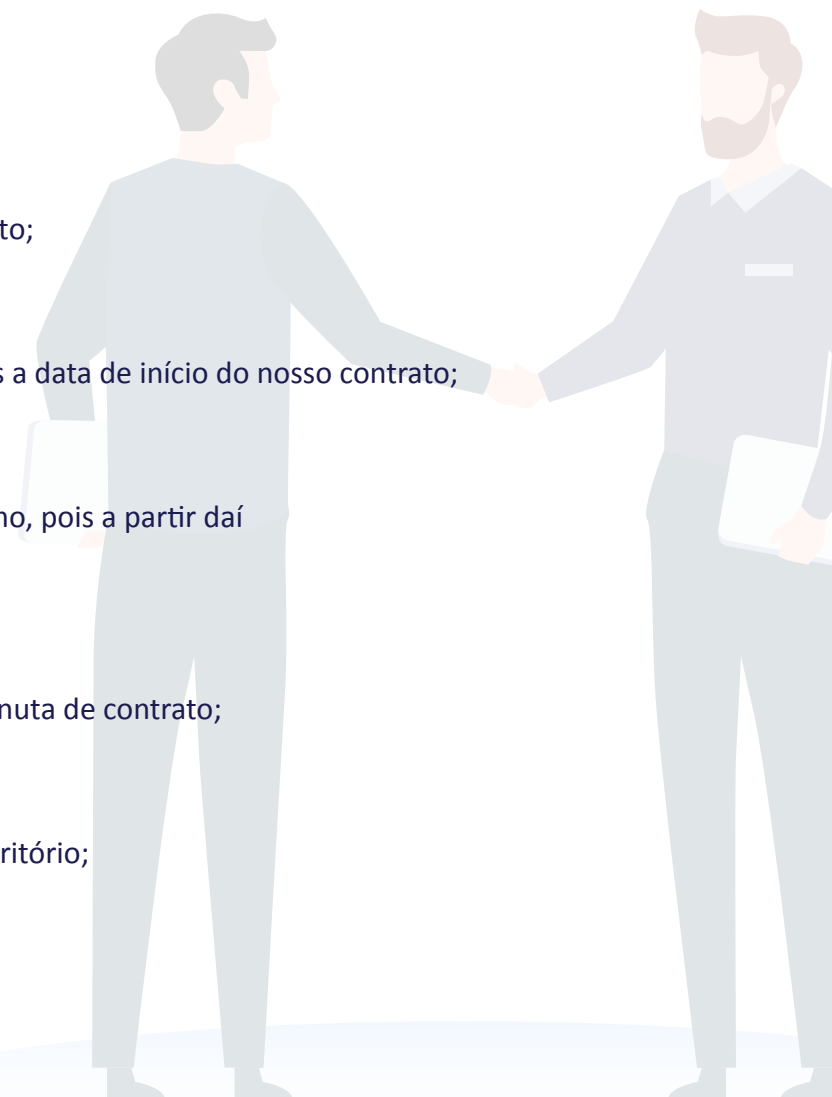 to;
s a data de início do nosso contrato;
no, pois a partir daí
nuta de contrato;
ritório;